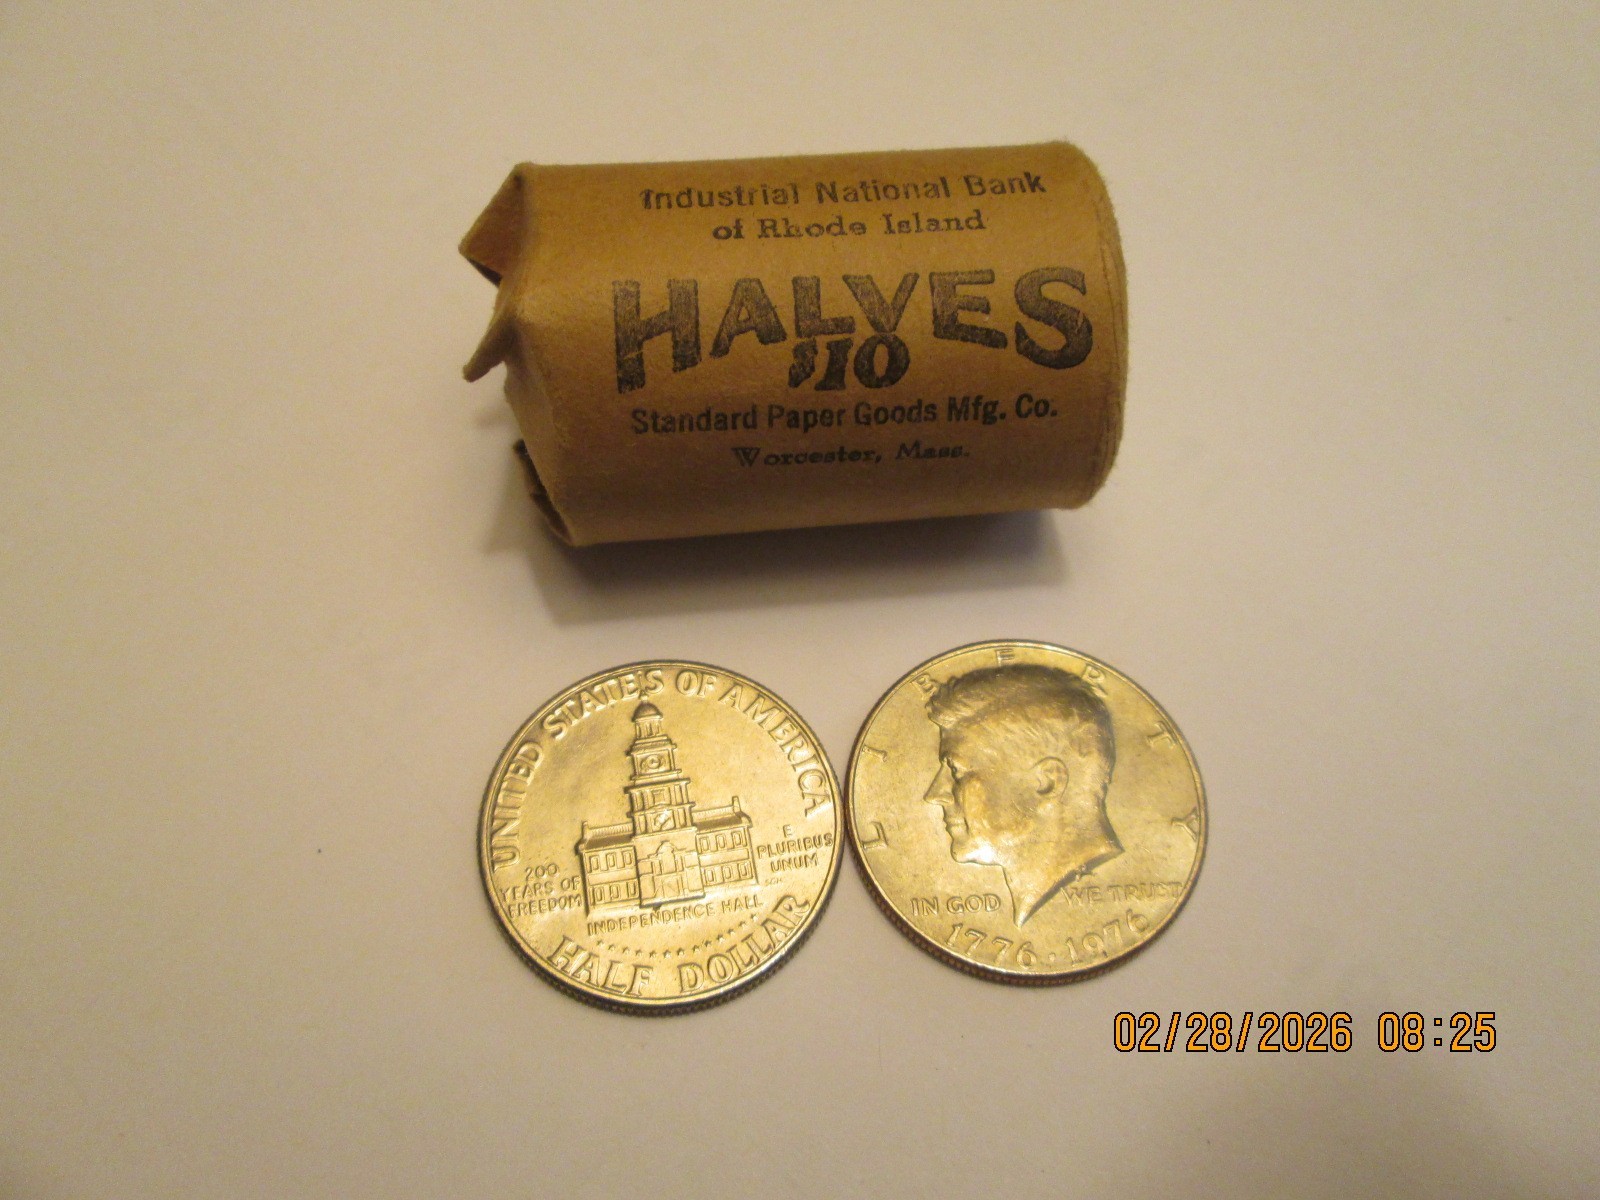 Industrial National Bank
of Rhode Island
HALVES
$10
Standard Paper Goods Mfg. Co.
Worcester, Mass.
UNITED STATES OF AMERICA
200
YEARS OF
FREEDOM
E
PLURIBUS
UNUM
INDEPENDENCE HALL
HALF DOLLAR
LIBERTY
IN GOD WE TRUST
1776·1976
02/28/2026 08:25